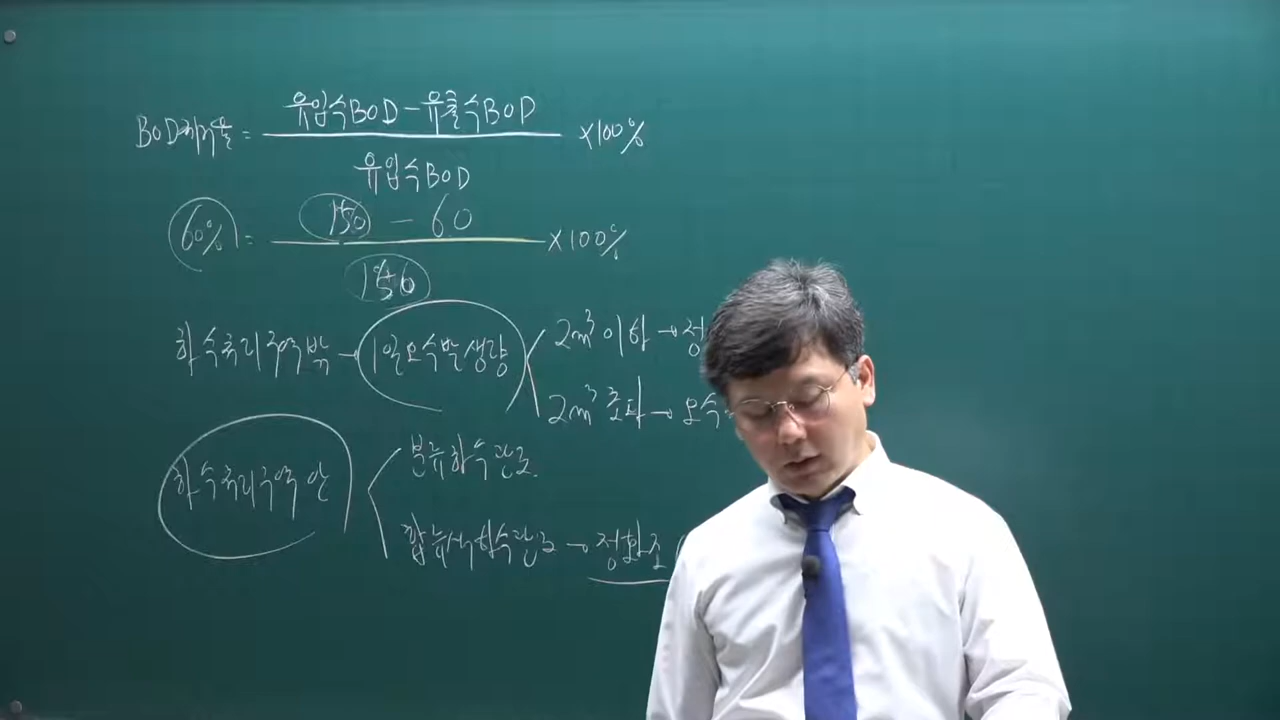 BOD제거율 = 유입수BOD - 유출수BOD / 유입수BOD ×100%
60% = 150 - 60 / 150 ×100%
하수처리구역 밖 → 1일오수발생량
2m³ 이하 → 정
2m³ 초과 → 오수
하수처리구역 안
분류하수관로
합류식하수관로 → 정화조